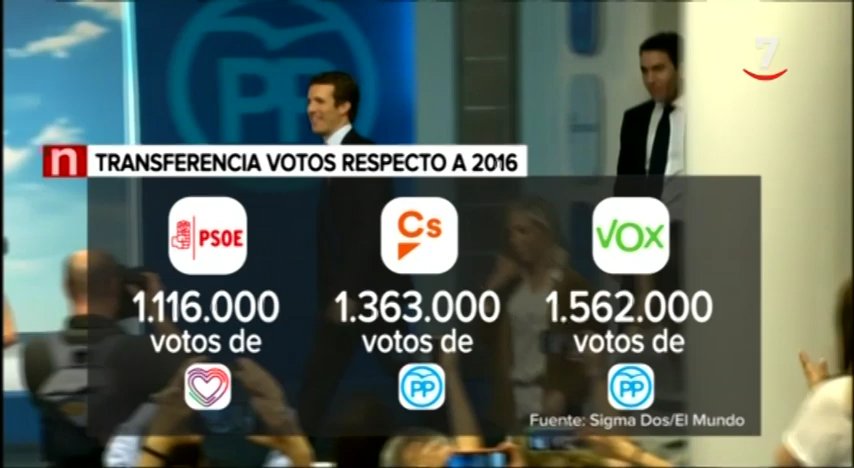 PP
7
n TRANSFERENCIA VOTOS RESPECTO A 2016
PSOE Cs VOX
1.116.000 1.363.000 1.562.000
votos de votos de votos de
PP PP
Fuente: Sigma Dos/El Mundo